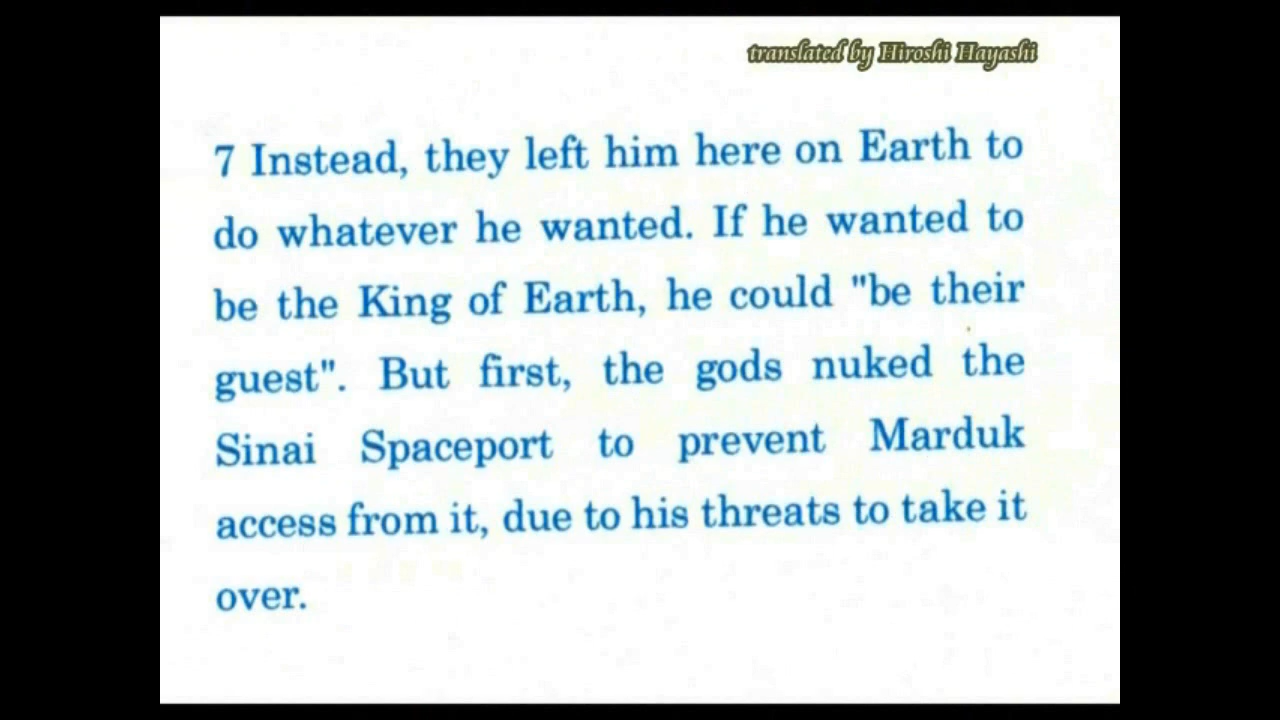 translated by Hiroshi Hayashi
7 Instead, they left him here on Earth to
do whatever he wanted. If he wanted to
be the King of Earth, he could "be their
guest". But first, the gods nuked the
Sinai Spaceport to prevent Marduk
access from it, due to his threats to take it
over.